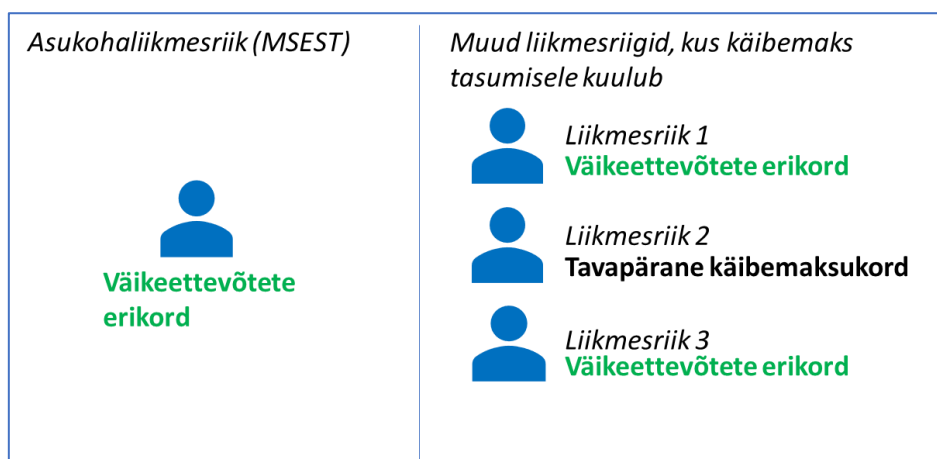 Asukohaliikmesriik (MSEST)
Väikeettevõtete
erikord
Muud liikmesriigid, kus käibemaks
tasumisele kuulub
Liikmesriik 1
Väikeettevõtete erikord
Liikmesriik 2
Tavapärane käibemaksukord
Liikmesriik 3
Väikeettevõtete erikord